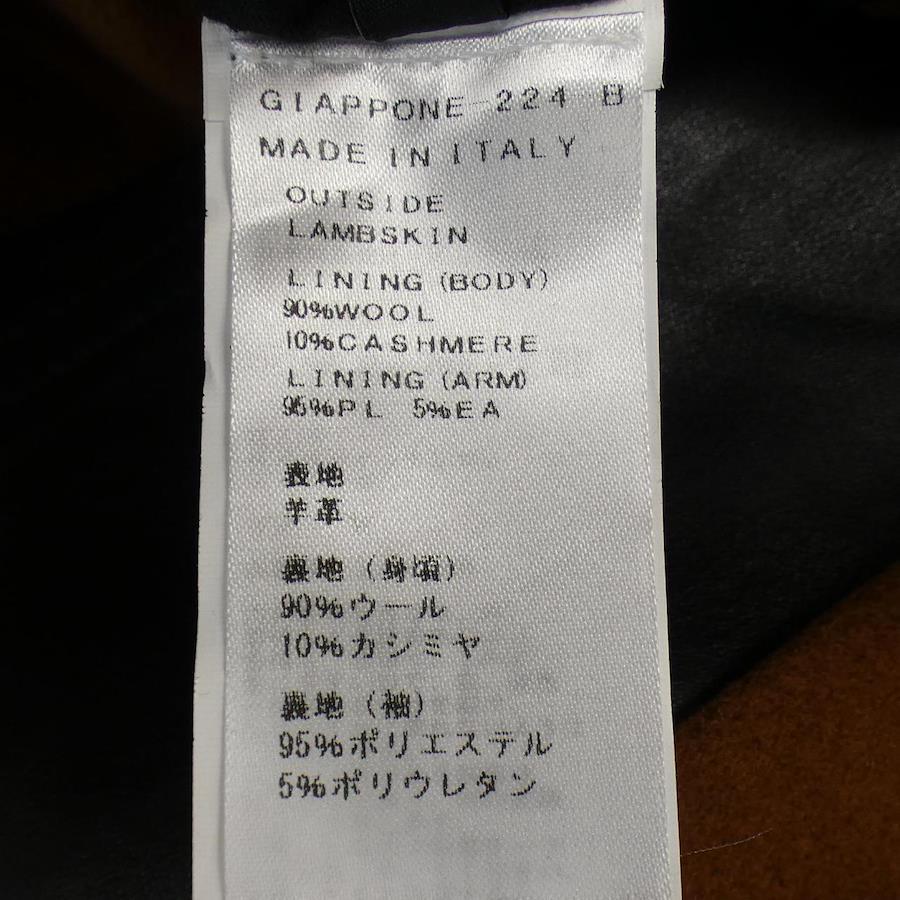 GIAPPONE-224 B
MADE IN ITALY
OUTSIDE
LAMBSKIN
LINING (BODY)
90%WOOL
10%CASHMERE
LINING (ARM)
95%PL 5%EA
表地
羊革
裏地（身頃）
90%ウール
10%カシミヤ
裏地（袖）
95%ポリエステル
5%ポリウレタン